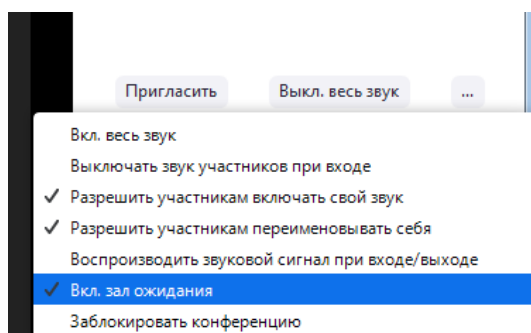 Пригласить Выкл. весь звук ...
Вкл. весь звук
Выключать звук участников при входе
Разрешить участникам включать свой звук
Разрешить участникам переименовывать себя
Воспроизводить звуковой сигнал при входе/выходе
Вкл. зал ожидания
Заблокировать конференцию